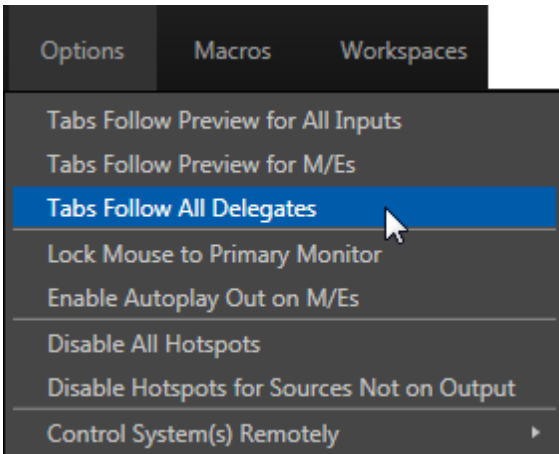 Options Macros Workspaces
Tabs Follow Preview for All Inputs
Tabs Follow Preview for M/Es
Tabs Follow All Delegates
Lock Mouse to Primary Monitor
Enable Autoplay Out on M/Es
Disable All Hotspots
Disable Hotspots for Sources Not on Output
Control System(s) Remotely